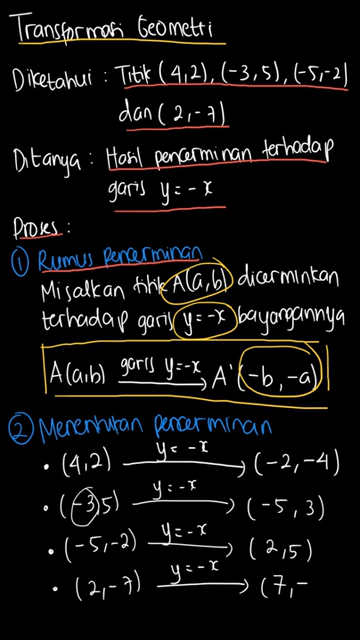 Transformasi Geometri
Diketahui : Titik (4,2), (-3,5), (-5,-2)
dan (2,-7)
Ditanya : Hasil pencerminan terhadap
garis y = -x
Proses :
① Rumus pencerminan
Misalkan titik A(a,b) dicerminkan
terhadap garis y=-x bayangannya
A(a,b) garis y=-x → A'(-b,-a)
② Menentukan pencerminan
• (4,2) y = -x → (-2,-4)
• (-3,5) y = -x → (-5,3)
• (-5,-2) y = -x → (2,5)
• (2,-7) y = -x → (7,-